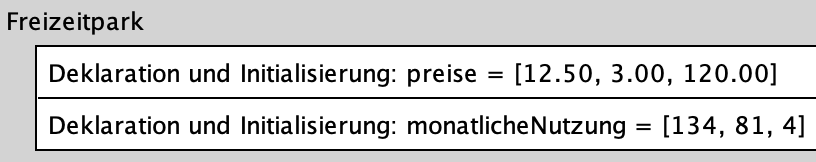 Freizeitpark
Deklaration und Initialisierung: preise = [12.50, 3.00, 120.00]
Deklaration und Initialisierung: monatlicheNutzung = [134, 81, 4]